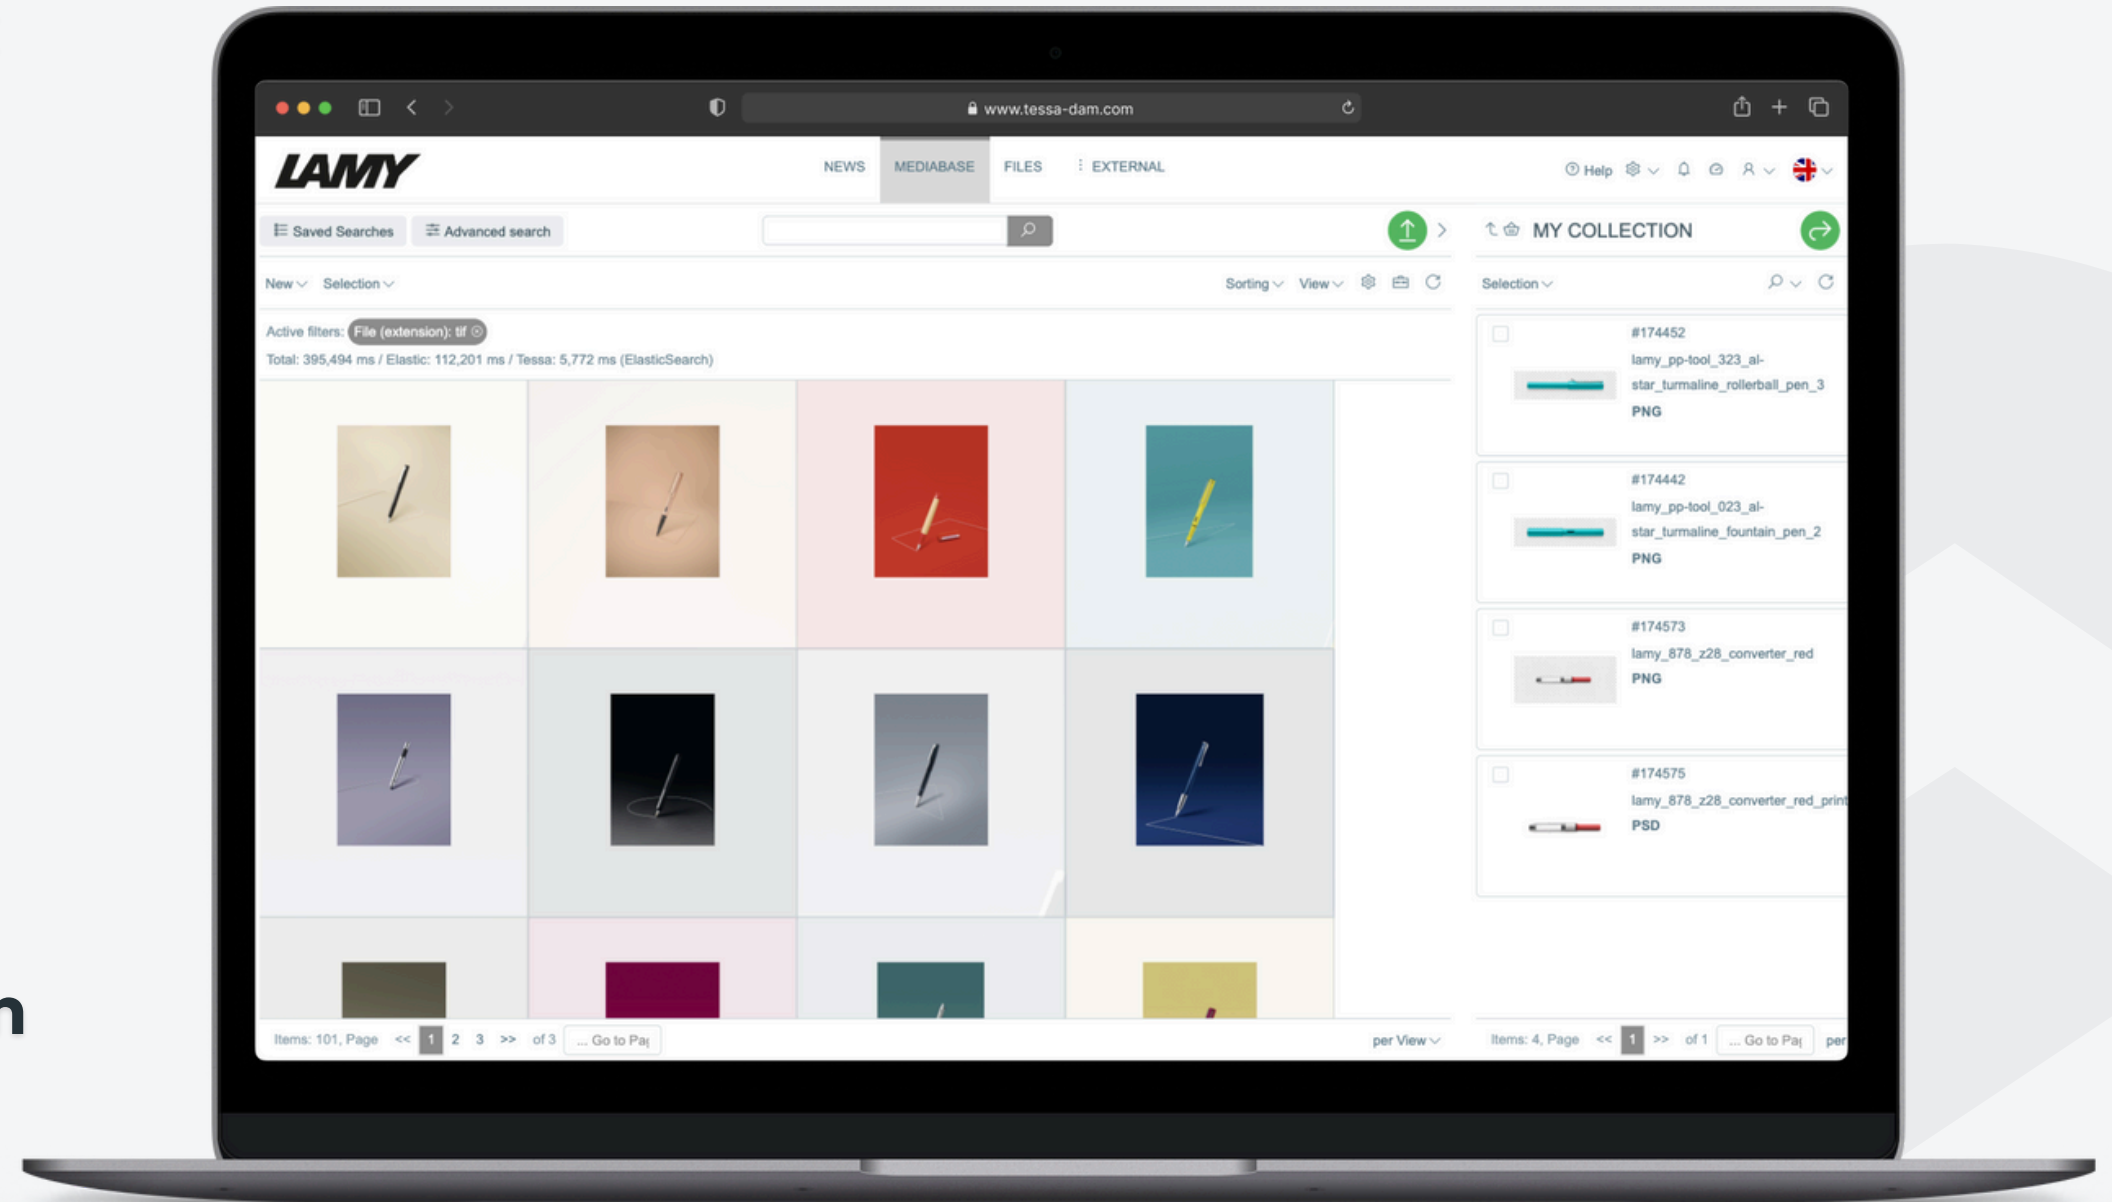 www.tessa-dam.com
LAMY
NEWS MEDIABASE FILES EXTERNAL
Help
Saved Searches Advanced search
MY COLLECTION
New Selection
Sorting View
Selection
Active filters: File (extension): tif
Total: 395,494 ms / Elastic: 112,201 ms / Tessa: 5,772 ms (ElasticSearch)
#174452
lamy_pp-tool_323_al-
star_turmaline_rollerball_pen_3
PNG
#174442
lamy_pp-tool_023_al-
star_turmaline_fountain_pen_2
PNG
#174573
lamy_878_z28_converter_red
PNG
#174575
lamy_878_z28_converter_red_print
PSD
n
Items: 101, Page << 1 2 3 >> of 3 ... Go to Pag
per View
Items: 4, Page << 1 >> of 1 ... Go to Pag per